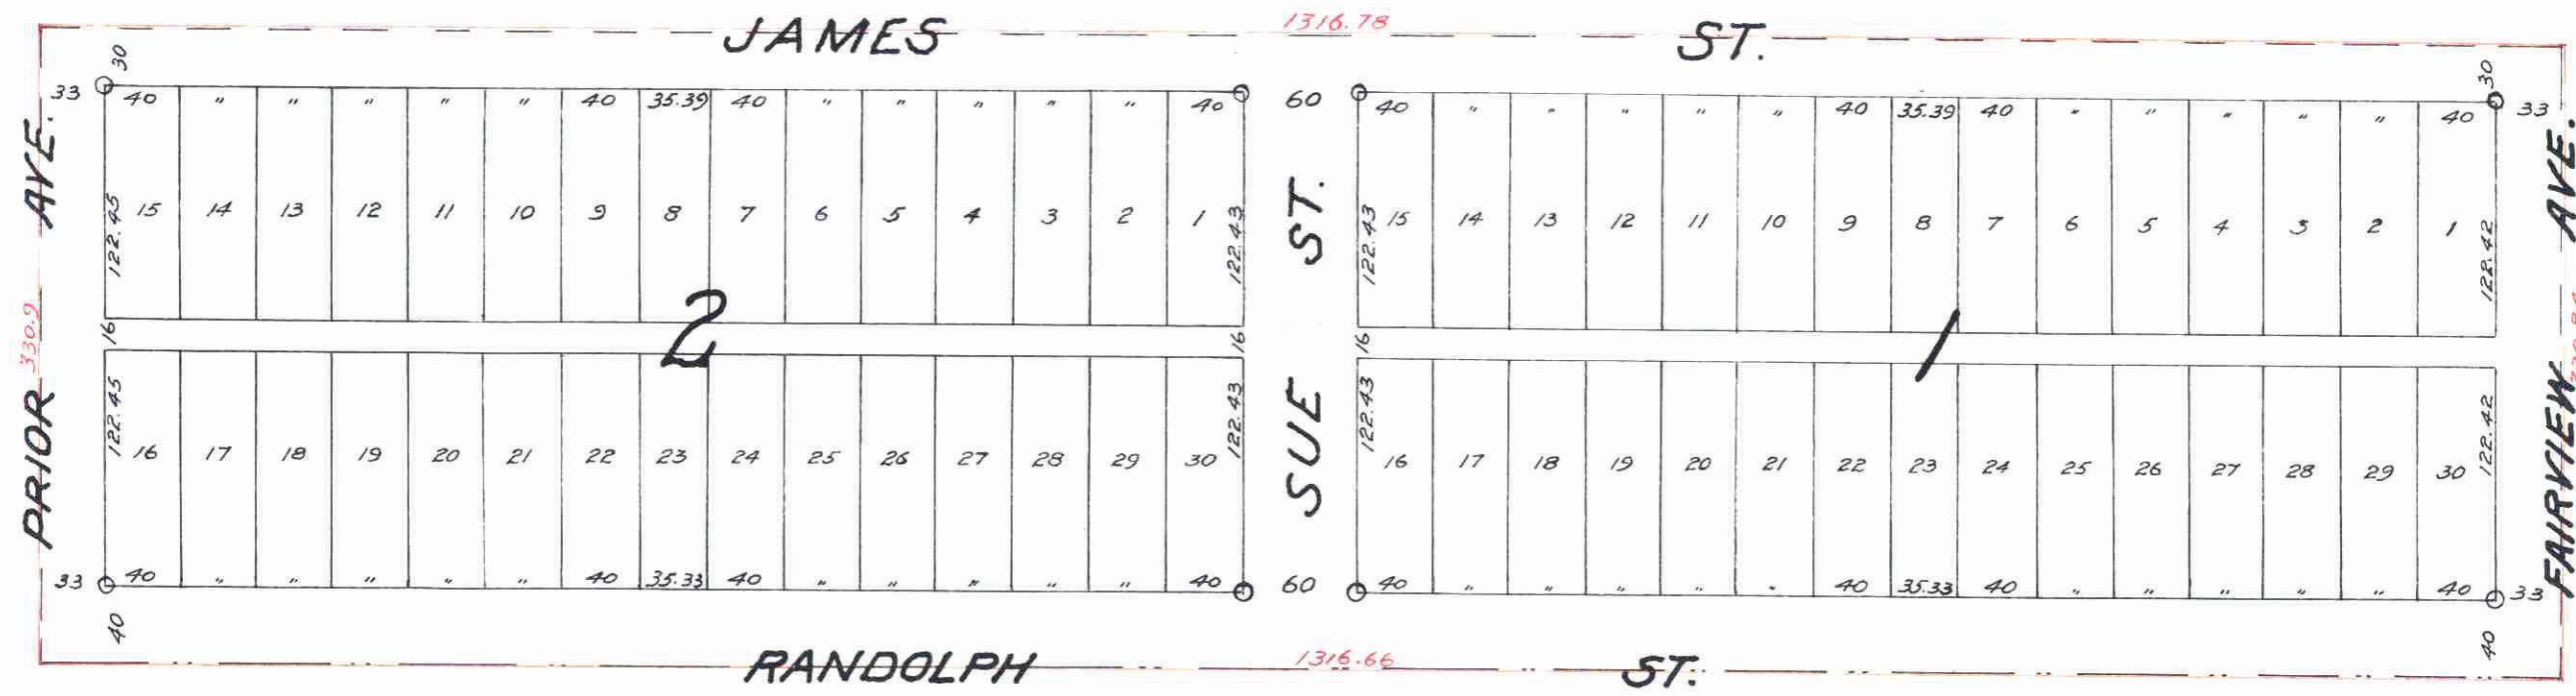 JAMES 1316.78 ST.
30 30
33 40 " " " " " 40 35.39 40 " " " " " 40 60 40 " " " " " 40 35.39 40 " " " " " 40 33
PRIOR AVE.
330.9
122.45 15 14 13 12 11 10 9 8 7 6 5 4 3 2 1 122.43
SUE ST.
122.43 15 14 13 12 11 10 9 8 7 6 5 4 3 2 1 122.42
FAIRVIEW AVE.
16 2 16 16 1
122.45 16 17 18 19 20 21 22 23 24 25 26 27 28 29 30 122.43
122.43 16 17 18 19 20 21 22 23 24 25 26 27 28 29 30 122.42
33 40 " " " " " 40 35.33 40 " " " " " 40 60 40 " " " " " 40 35.33 40 " " " " " 40 33
40 40
RANDOLPH 1316.66 ST.